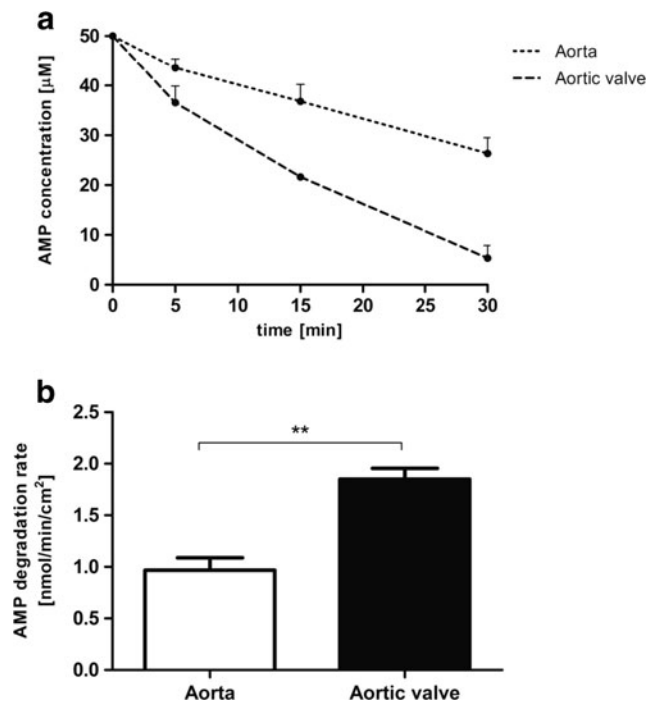 a
AMP concentration [µM]
50
40
30
20
10
0
0 5 10 15 20 25 30
time [min]
Aorta
Aortic valve
b
AMP degradation rate
[nmol/min/cm²]
2.5
2.0
1.5
1.0
0.5
0.0
**
Aorta Aortic valve